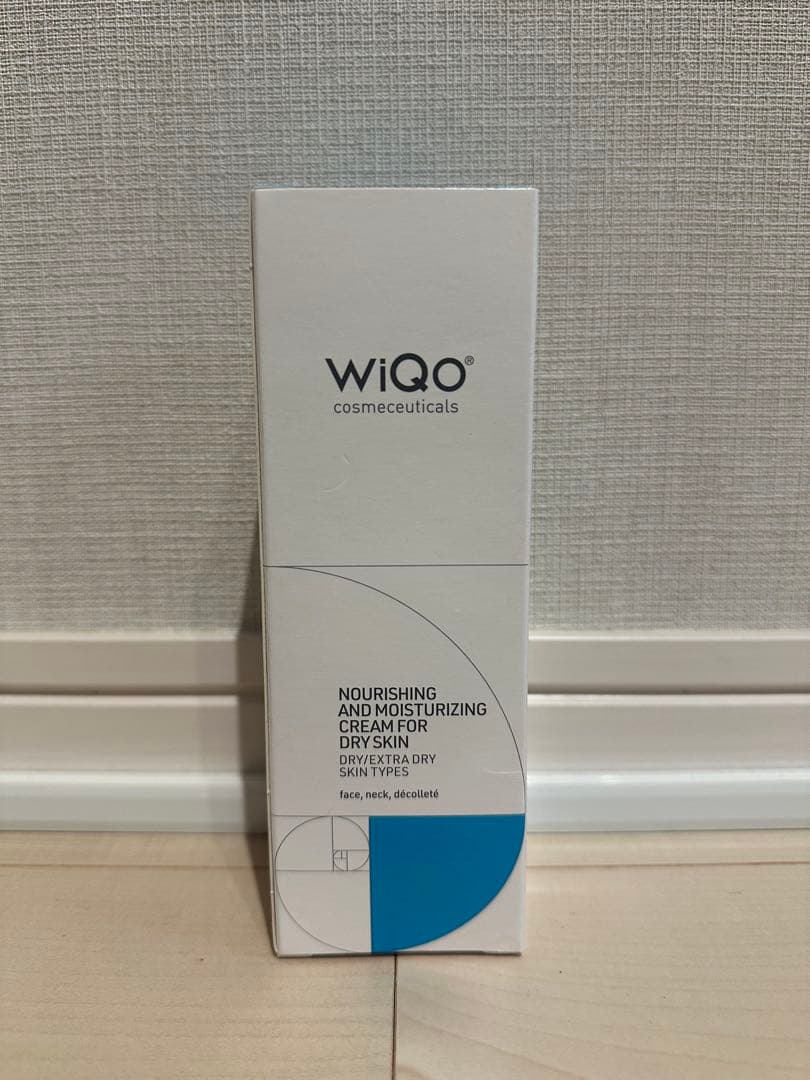 WiQo®
cosmeceuticals
NOURISHING
AND MOISTURIZING
CREAM FOR
DRY SKIN
DRY/EXTRA DRY
SKIN TYPES
face, neck, décolleté